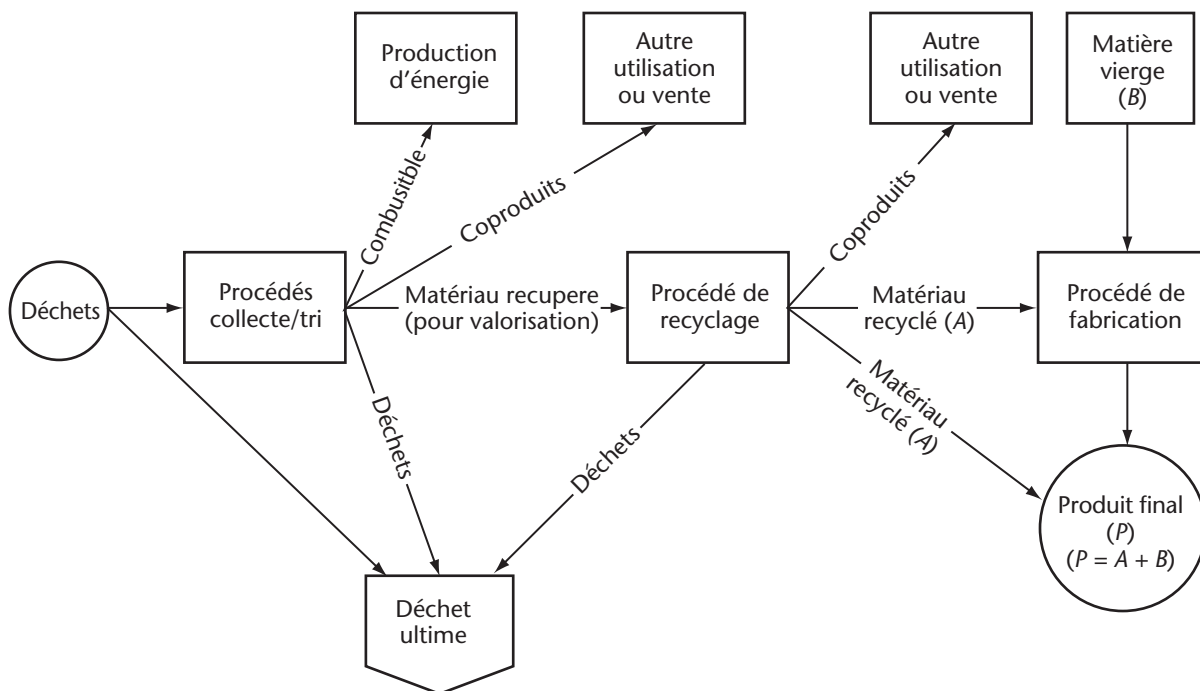 Production
d'énergie
Autre
utilisation
ou vente
Autre
utilisation
ou vente
Matière
vierge
(B)
Combusitble
Coproduits
Coproduits
Déchets
Procédés
collecte/tri
Matériau recupere
(pour valorisation)
Procédé de
recyclage
Matériau
recyclé (A)
Procédé de
fabrication
Matériau
recyclé (A)
Déchets
Déchets
Produit final
(P)
(P = A + B)
Déchet
ultime